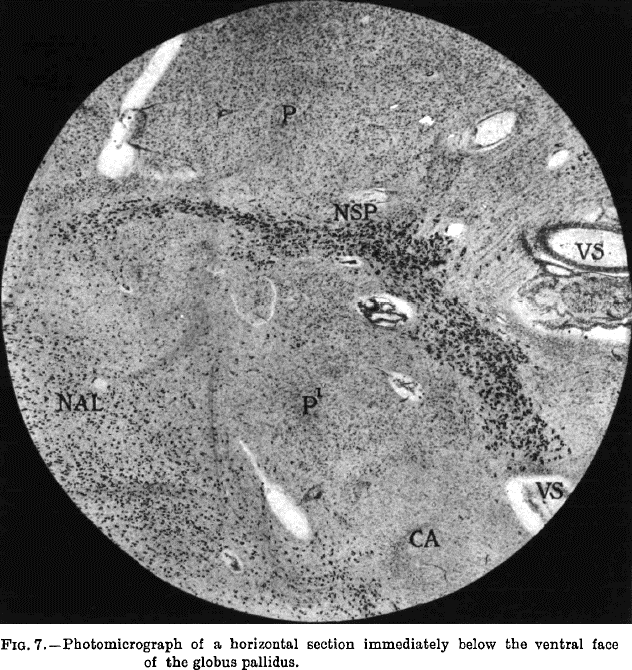 P
NSP
VS
NAL
P1
VS
CA
FIG. 7.—Photomicrograph of a horizontal section immediately below the ventral face
of the globus pallidus.